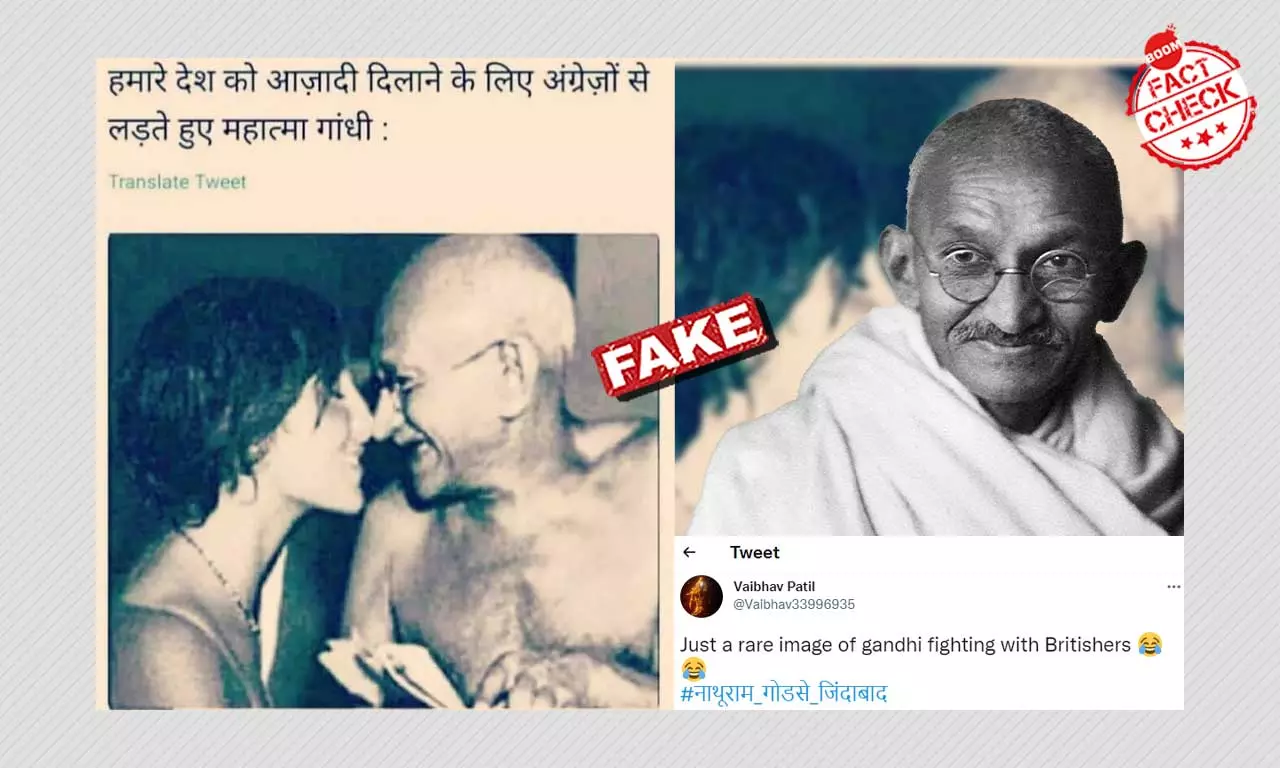 हमारे देश को आज़ादी दिलाने के लिए अंग्रेज़ों से
लड़ते हुए महात्मा गांधी :
Translate Tweet
FAKE
BOOM
FACT
CHECK
Tweet
Vaibhav Patil
@Valbhav33996935
Just a rare image of gandhi fighting with Britishers 😂
😂
#नाथूराम_गोडसे_जिंदाबाद